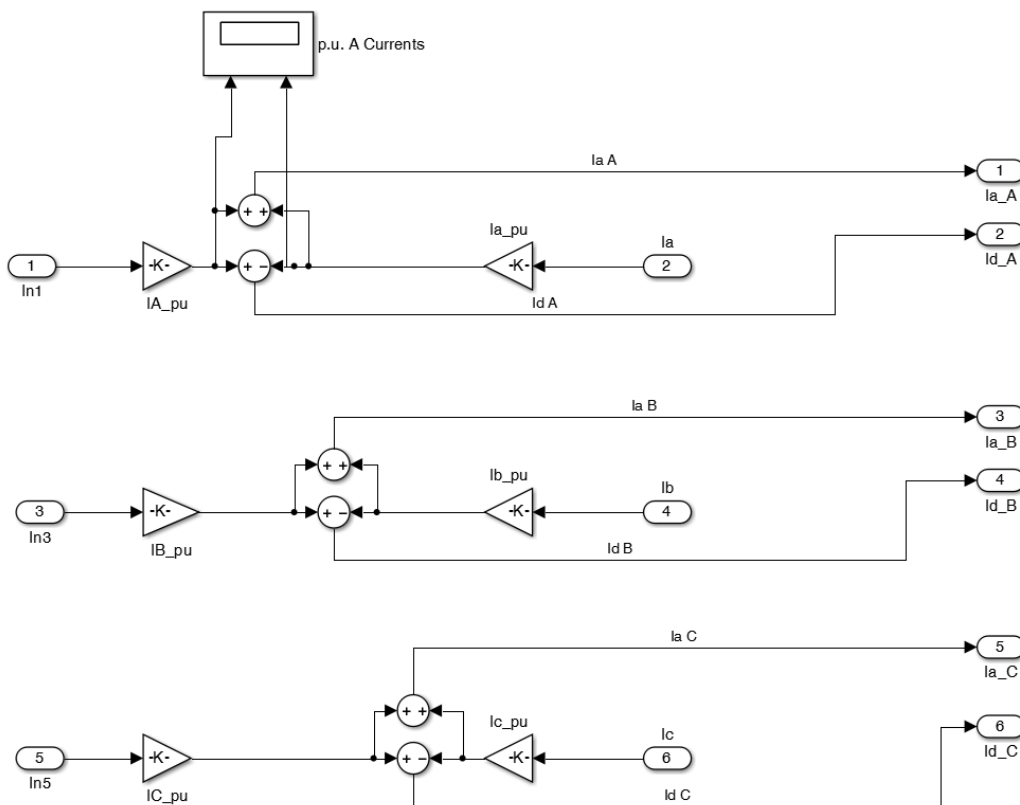 p.u. A Currents
Ia A
1
Ia_A
+ +
Ia_pu
Ia
2
Id_A
1
In1
-K-
IA_pu
+ −
-K-
2
Id A
Ia B
3
Ia_B
+ +
Ib_pu
Ib
4
Id_B
3
In3
-K-
IB_pu
+ −
-K-
4
Id B
Ia C
5
Ia_C
+ +
Ic_pu
Ic
6
Id_C
5
In5
-K-
IC_pu
+ −
-K-
6
Id C